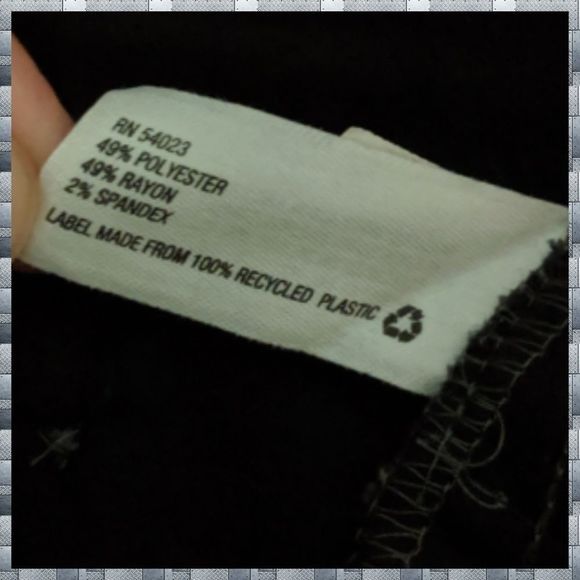 RN 54023
49% POLYESTER
49% RAYON
2% SPANDEX
LABEL MADE FROM 100% RECYCLED PLASTIC